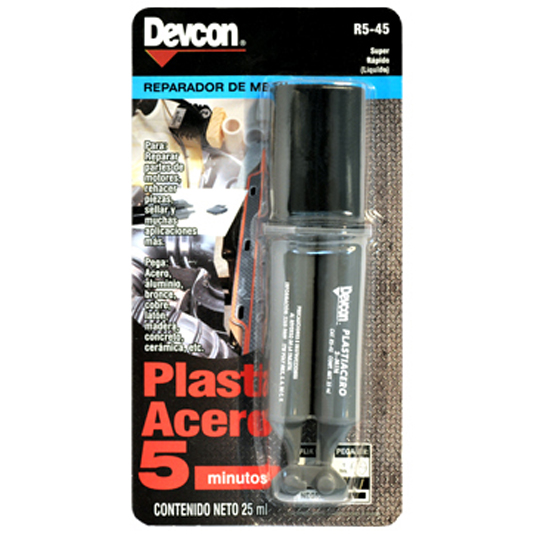 Devcon®
R5-45
Super
Rápido
(Líquido)
REPARADOR DE
Para:
Reparar
partes de
motores,
rehacer
piezas,
sellar y
muchas
aplicaciones
más.
Pega:
Acero,
aluminio,
bronce,
cobre,
latón,
madera,
concreto,
cerámica, etc.
Plasti
Acero
5 minutos
CONTENIDO NETO 25 ml
Devcon
PLASTIACERO
PEGA